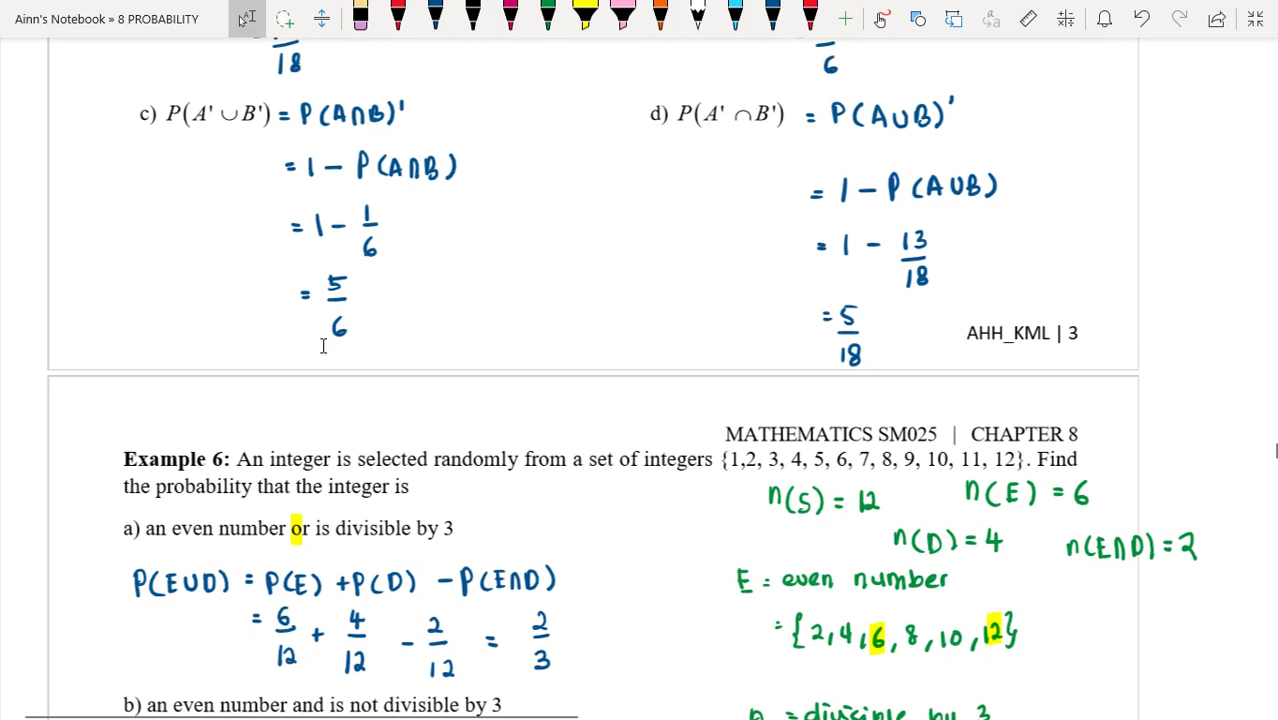 Ainn's Notebook » 8 PROBABILITY
18
6
c) P(A' ∪ B') = P(A∩B)'
= 1 - P(A∩B)
= 1 - 1/6
= 5/6
d) P(A' ∩ B') = P(A∪B)'
= 1 - P(A∪B)
= 1 - 13/18
= 5/18
AHH_KML | 3
MATHEMATICS SM025 | CHAPTER 8
Example 6: An integer is selected randomly from a set of integers {1,2, 3, 4, 5, 6, 7, 8, 9, 10, 11, 12}. Find
the probability that the integer is
n(S) = 12 n(E) = 6
a) an even number or is divisible by 3
n(D) = 4 n(E∩D) = 2
P(E∪D) = P(E) + P(D) - P(E∩D)
= 6/12 + 4/12 - 2/12 = 2/3
E = even number
= {2,4,6,8,10,12}
b) an even number and is not divisible by 3
D = divisible by 3